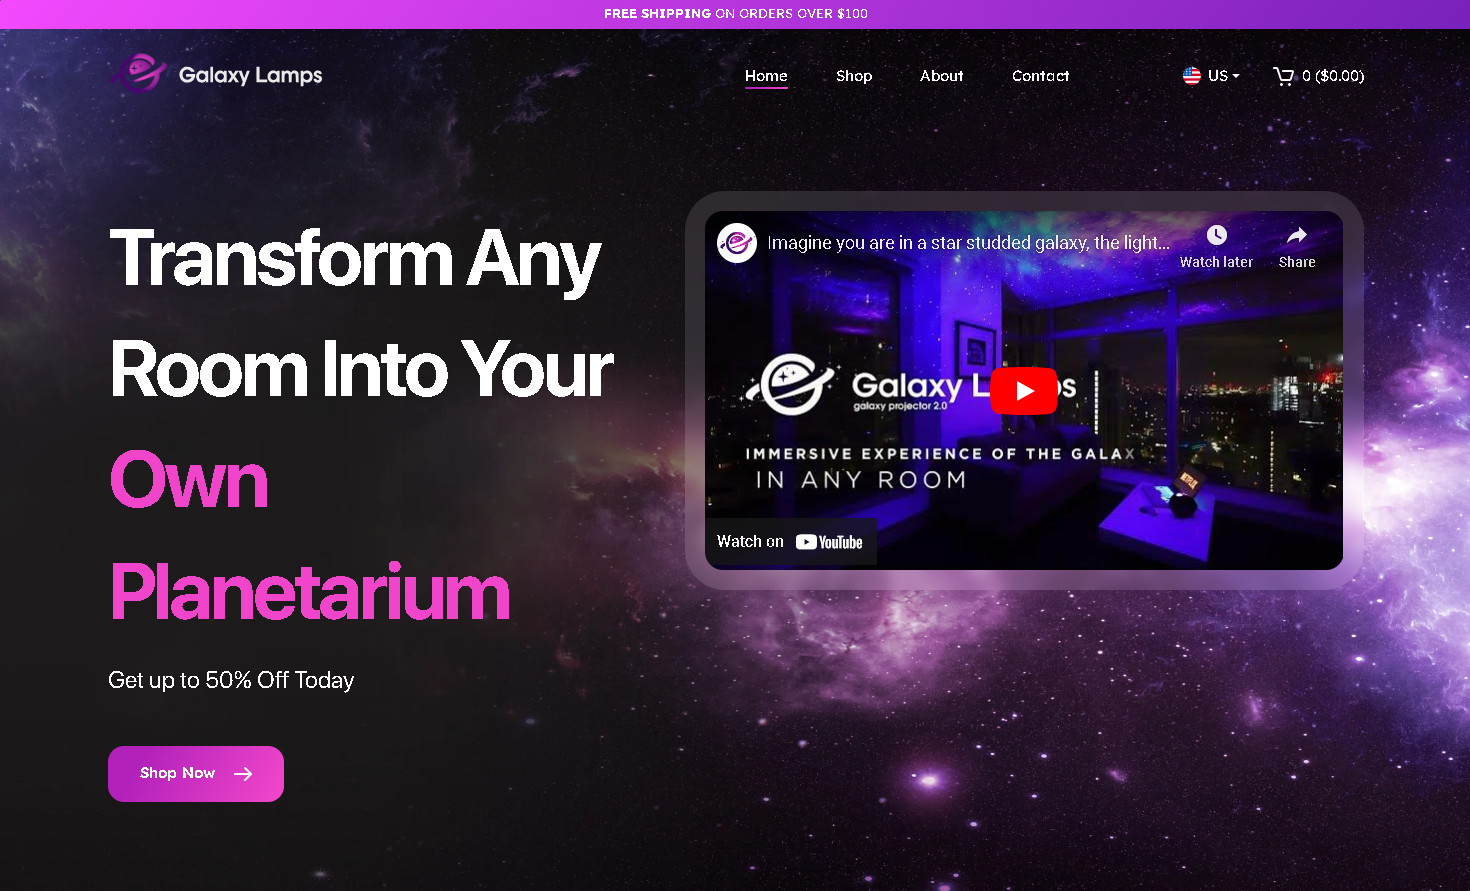 FREE SHIPPING ON ORDERS OVER $100
Galaxy Lamps
Home
Shop
About
Contact
US
0 ($0.00)
Transform Any
Room Into Your
Own
Planetarium
Get up to 50% Off Today
Shop Now
Imagine you are in a star studded galaxy, the light...
Watch later
Share
Galaxy L ps
galaxy projector 2.0
IMMERSIVE EXPERIENCE OF THE GALAX
IN ANY ROOM
NETFLIX
Watch on YouTube